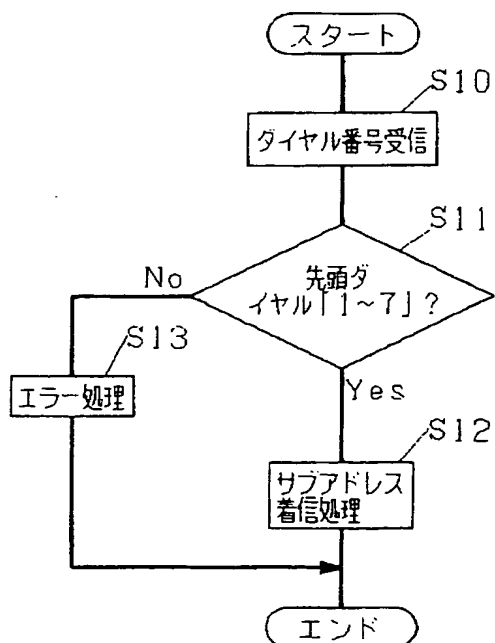 スタート
S10
ダイヤル番号受信
S11
先頭ダ
イヤル「1~7」?
No
S13
エラー処理
Yes
S12
サブアドレス
着信処理
エンド